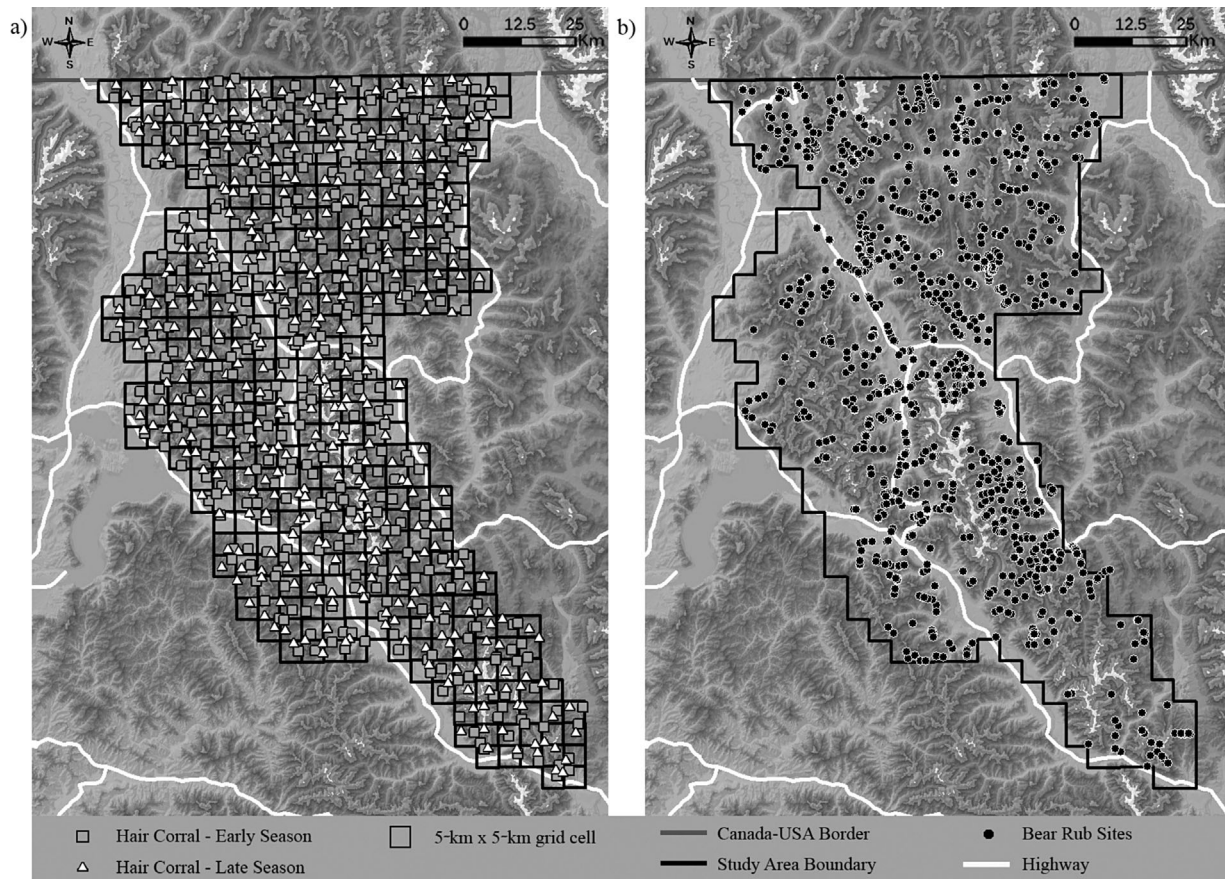 a)
N
W E
S
0 12.5 25
Km
b)
N
W E
S
0 12.5 25
Km
Hair Corral - Early Season
Hair Corral - Late Season
5-km x 5-km grid cell
Canada-USA Border
Study Area Boundary
Bear Rub Sites
Highway